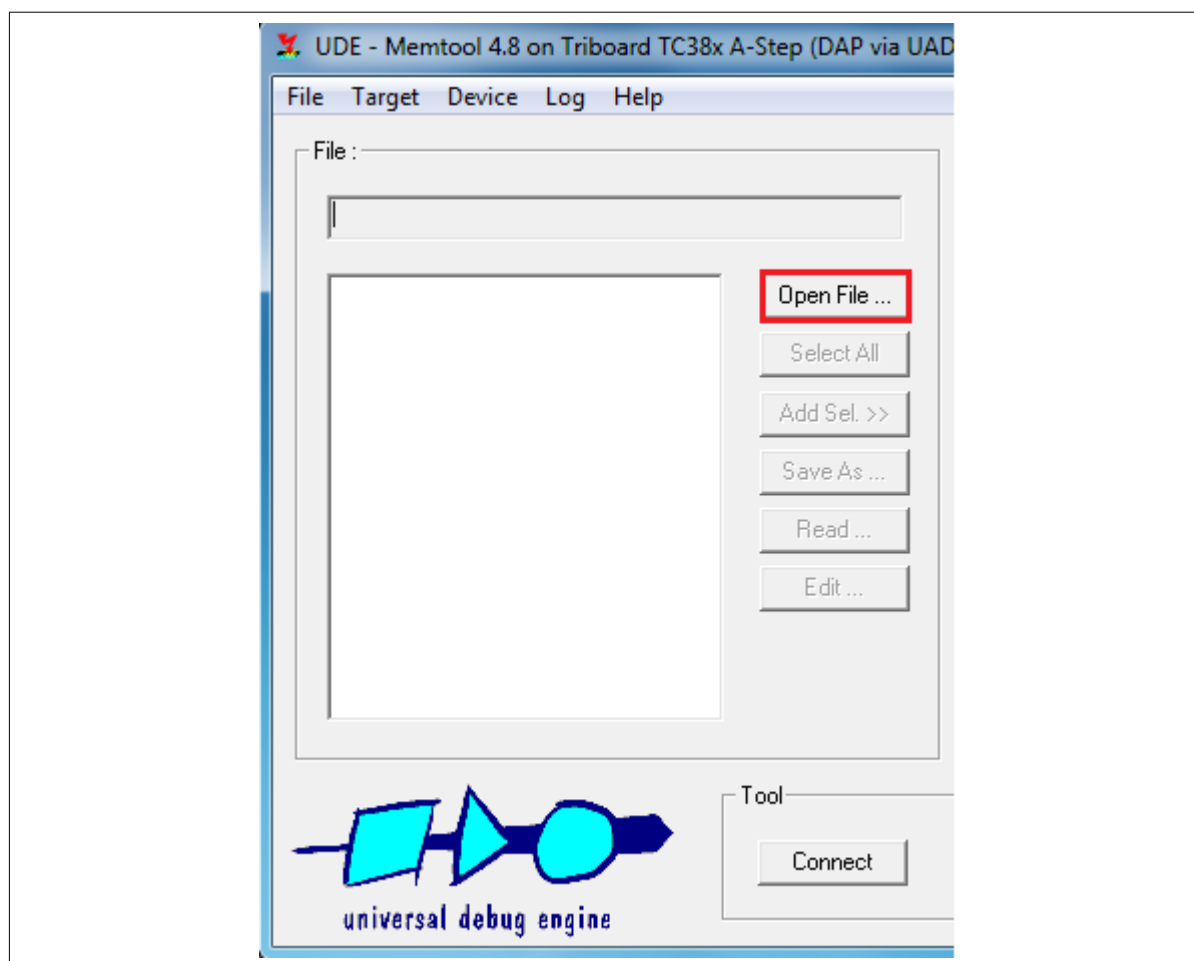 UDE - Memtool 4.8 on Triboard TC38x A-Step (DAP via UAD
File Target Device Log Help
File :
Open File ...
Select All
Add Sel. >>
Save As ...
Read ...
Edit ...
Tool
Connect
universal debug engine